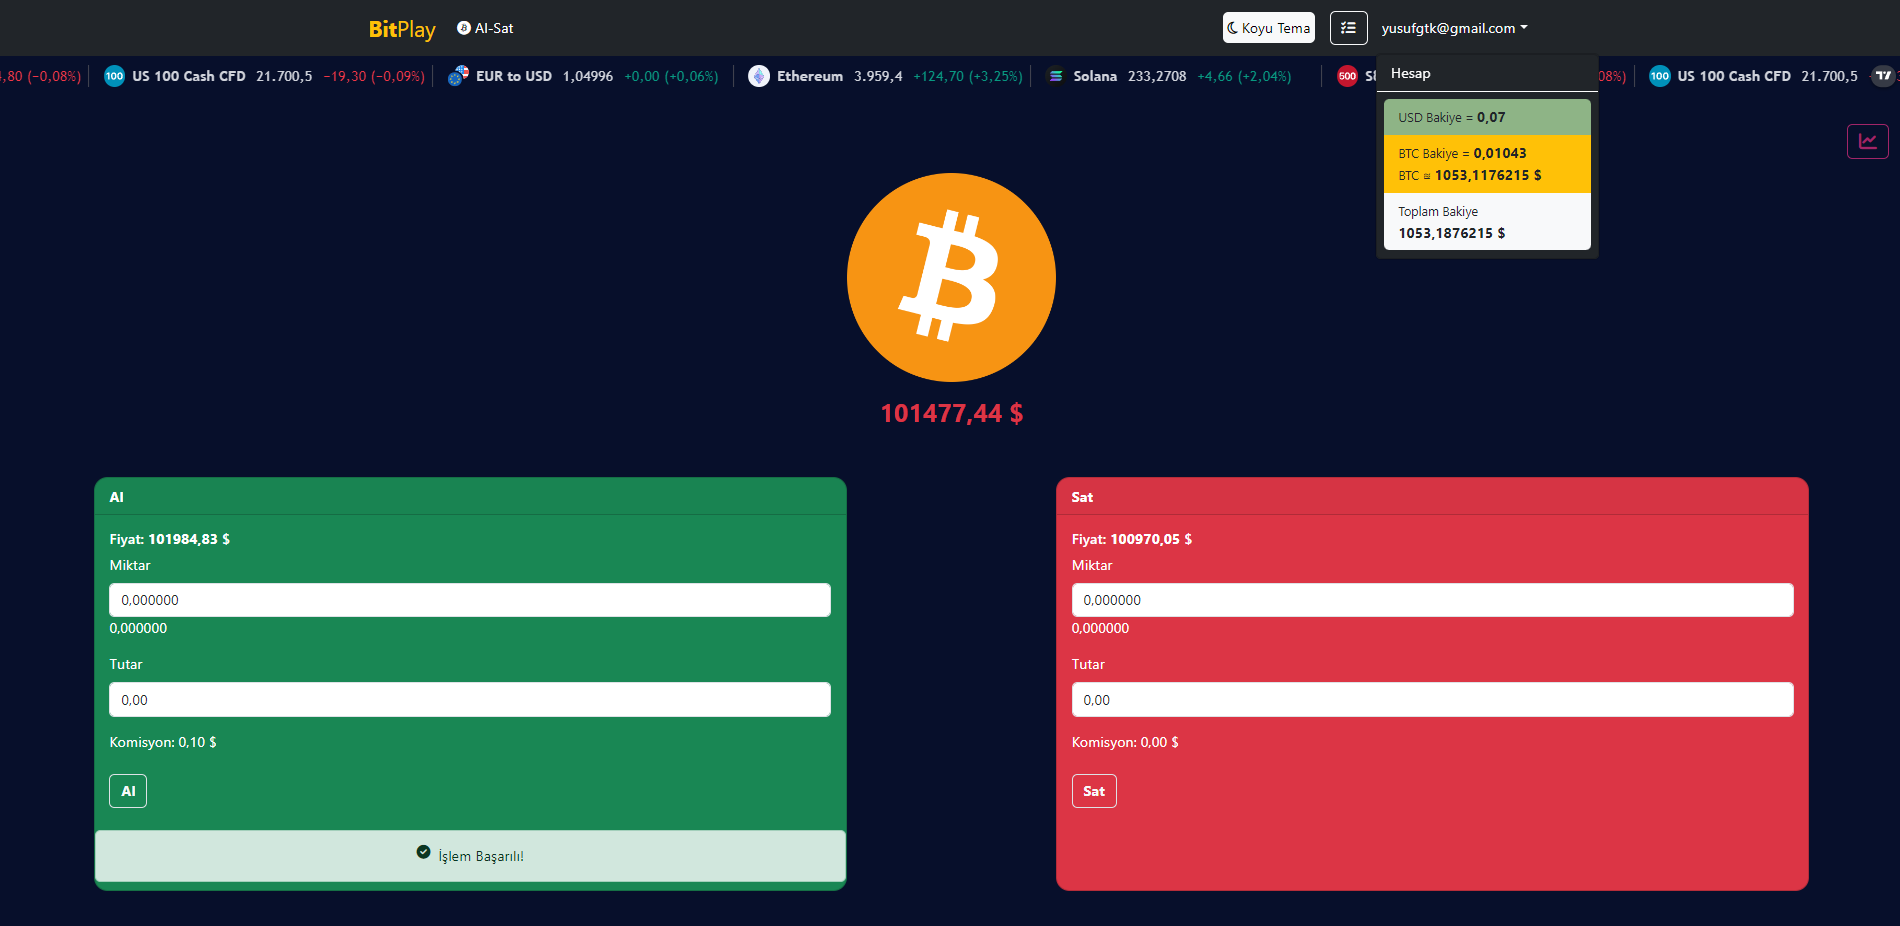 BitPlay
Al-Sat
Koyu Tema
yusufgtk@gmail.com
,80 (−0,08%)
100 US 100 Cash CFD 21.700,5 −19,30 (−0,09%)
EUR to USD 1,04996 +0,00 (+0,06%)
Ethereum 3.959,4 +124,70 (+3,25%)
Solana 233,2708 +4,66 (+2,04%)
500
08%)
100 US 100 Cash CFD 21.700,5
Hesap
USD Bakiye = 0,07
BTC Bakiye = 0,01043
BTC ≅ 1053,1176215 $
Toplam Bakiye
1053,1876215 $
101477,44 $
Al
Fiyat: 101984,83 $
Miktar
0,000000
0,000000
Tutar
0,00
Komisyon: 0,10 $
Al
İşlem Başarılı!
Sat
Fiyat: 100970,05 $
Miktar
0,000000
0,000000
Tutar
0,00
Komisyon: 0,00 $
Sat